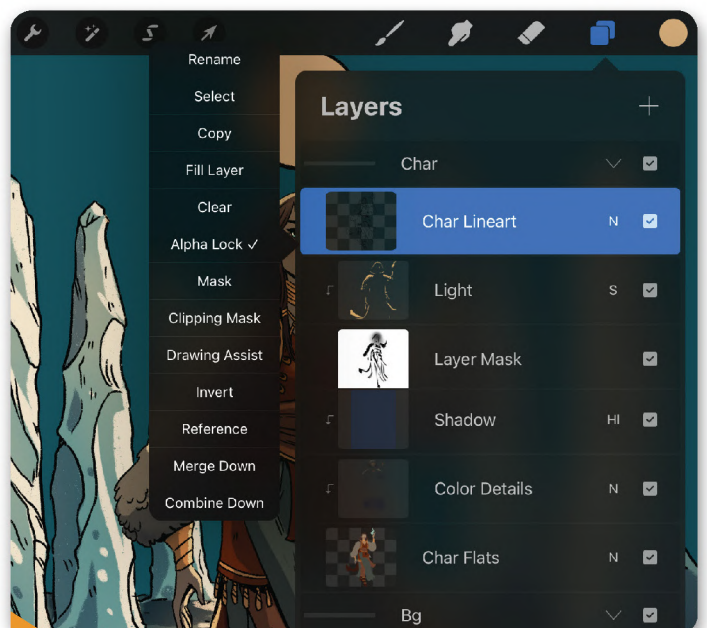 Rename
Select
Copy
Fill Layer
Clear
Alpha Lock ✓
Mask
Clipping Mask
Drawing Assist
Invert
Reference
Merge Down
Combine Down
Layers
Char
Char Lineart N
Light S
Layer Mask
Shadow HI
Color Details N
Char Flats N
Bg